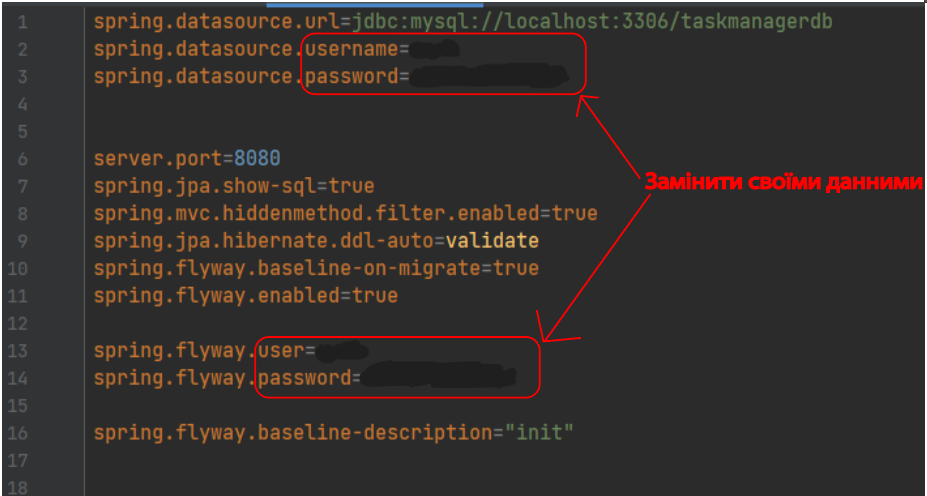 1 spring.datasource.url=jdbc:mysql://localhost:3306/taskmanagerdb
2 spring.datasource.username=
3 spring.datasource.password=
4
5
6 server.port=8080
7 spring.jpa.show-sql=true
Замінити своїми данними
8 spring.mvc.hiddenmethod.filter.enabled=true
9 spring.jpa.hibernate.ddl-auto=validate
10 spring.flyway.baseline-on-migrate=true
11 spring.flyway.enabled=true
12
13 spring.flyway.user=
14 spring.flyway.password=
15
16 spring.flyway.baseline-description="init"
17
18